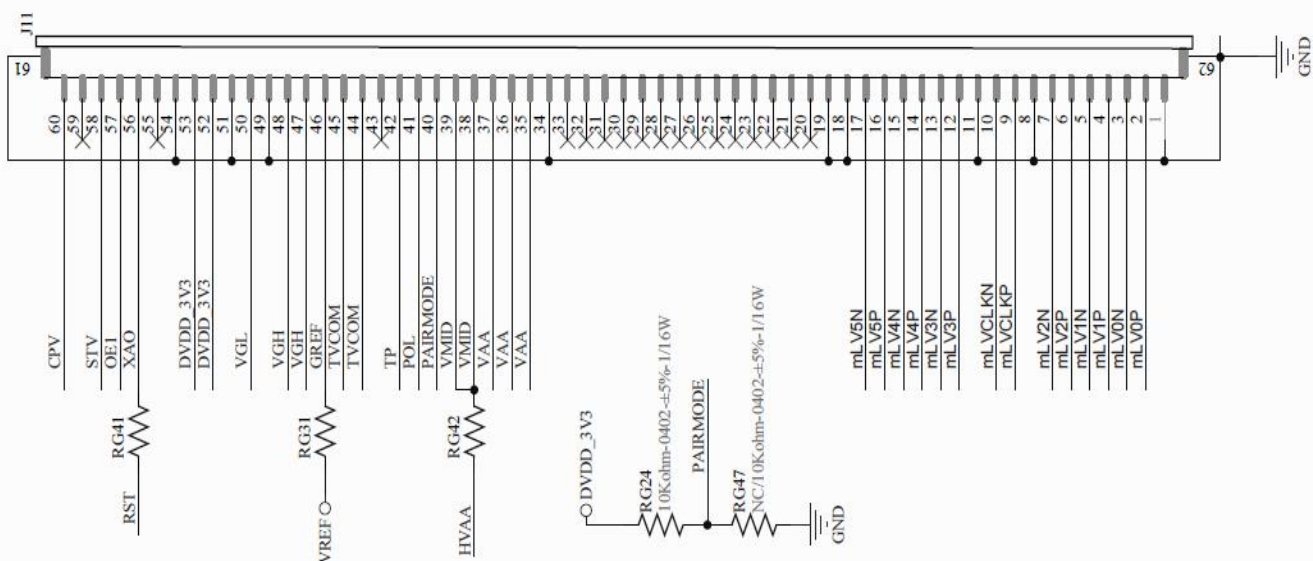 J11
61
62
GND
60
59
58
57
56
55
54
53
52
51
50
49
48
47
46
45
44
43
42
41
40
39
38
37
36
35
34
33
32
31
30
29
28
27
26
25
24
23
22
21
20
19
18
17
16
15
14
13
12
11
10
9
8
7
6
5
4
3
2
1
CPV
STV
OE1
XAO
DVDD_3V3
DVDD_3V3
VGL
VGH
VGH
GREF
TVCOM
TVCOM
TP
POL
PAIRMODE
VMID
VMID
VAA
VAA
VAA
mLV5N
mLV5P
mLV4N
mLV4P
mLV3N
mLV3P
mLVCLKN
mLVCLKP
mLV2N
mLV2P
mLV1N
mLV1P
mLV0N
mLV0P
RG41
RST
RG31
VREF
RG42
HVAA
DVDD_3V3
RG24
10Kohm-0402-±5%-1/16W
PAIRMODE
RG47
NC/10Kohm-0402-±5%-1/16W
GND